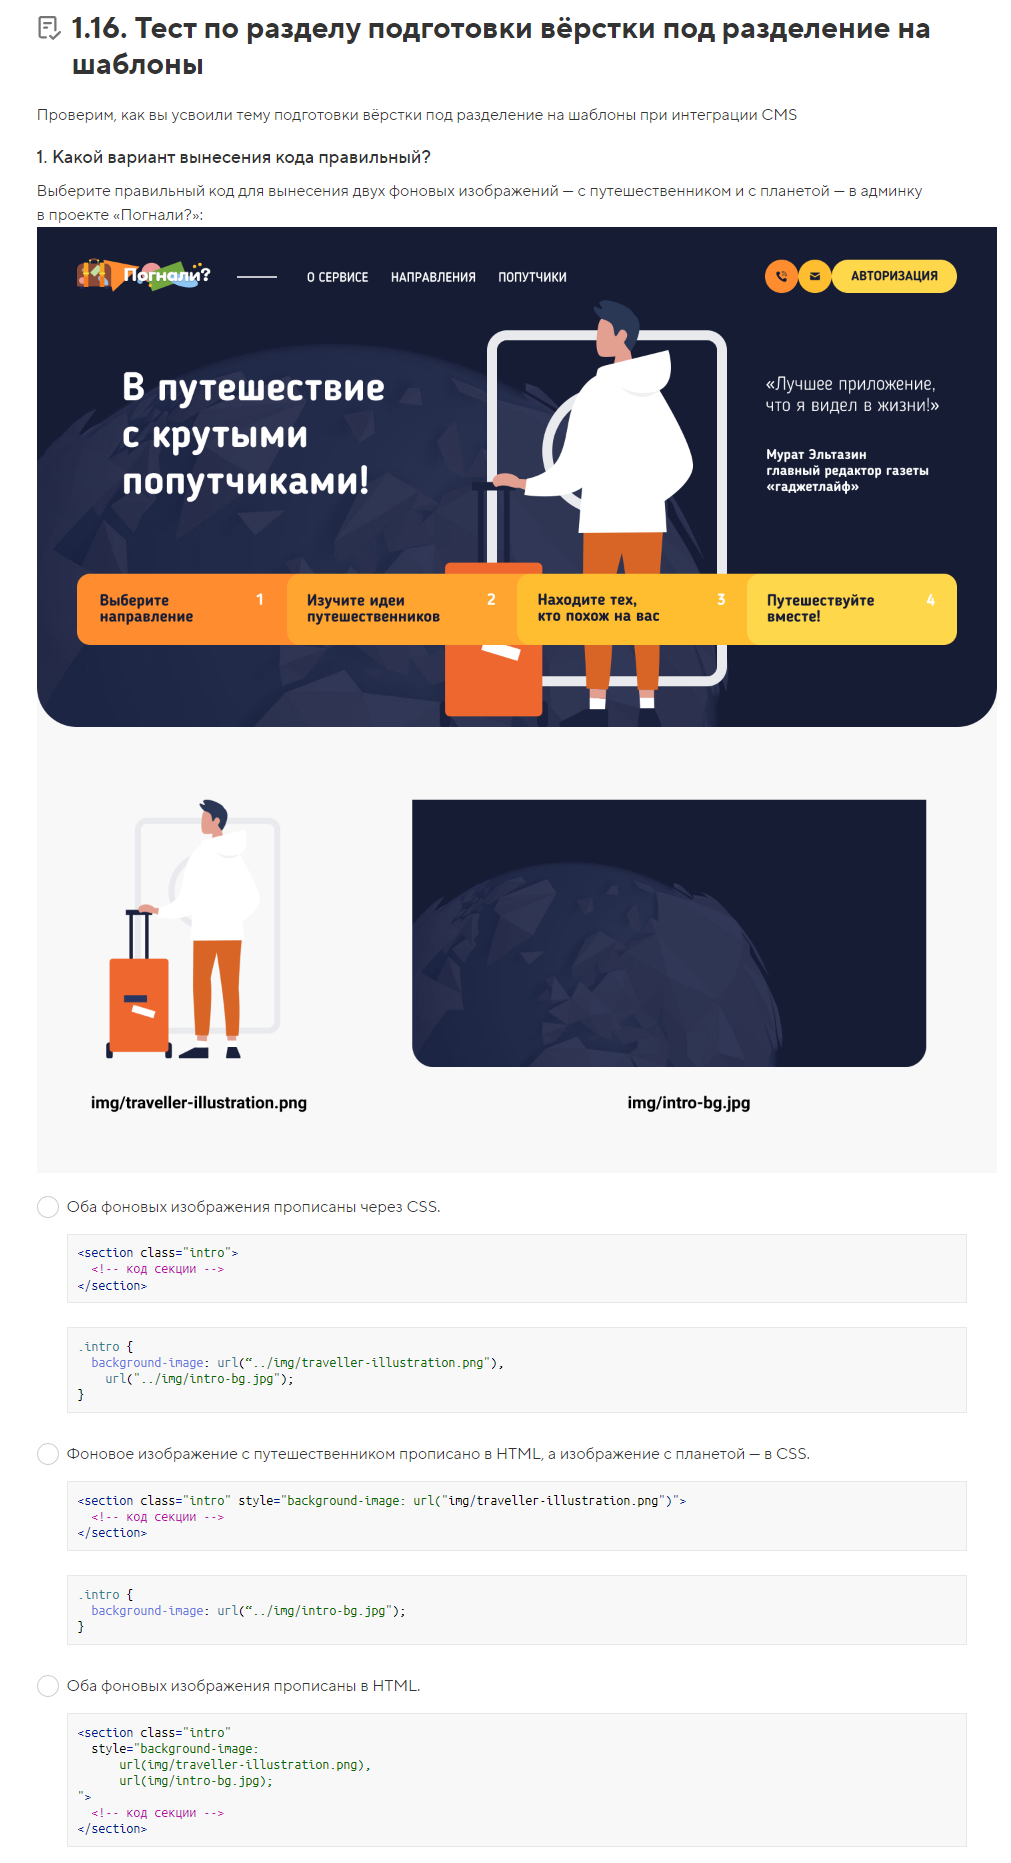 1.16. Тест по разделу подготовки вёрстки под разделение на
шаблоны
Проверим, как вы усвоили тему подготовки вёрстки под разделение на шаблоны при интеграции CMS
1. Какой вариант вынесения кода правильный?
Выберите правильный код для вынесения двух фоновых изображений — с путешественником и с планетой — в админку
в проекте «Погнали?»:
Погнали?
О СЕРВИСЕ НАПРАВЛЕНИЯ ПОПУТЧИКИ
АВТОРИЗАЦИЯ
В путешествие
с крутыми
попутчиками!
«Лучшее приложение,
что я видел в жизни!»
Мурат Эльтазин
главный редактор газеты
«гаджетлайф»
Выберите
направление
1
Изучите идеи
путешественников
2
Находите тех,
кто похож на вас
3
Путешествуйте
вместе!
4
img/traveller-illustration.png
img/intro-bg.jpg
Оба фоновых изображения прописаны через CSS.
<section class="intro">
  <!-- код секции -->
</section>
.intro {
  background-image: url(“../img/traveller-illustration.png"),
    url("../img/intro-bg.jpg");
}
Фоновое изображение с путешественником прописано в HTML, а изображение с планетой — в CSS.
<section class="intro" style="background-image: url("img/traveller-illustration.png")">
  <!-- код секции -->
</section>
.intro {
  background-image: url(“../img/intro-bg.jpg");
}
Оба фоновых изображения прописаны в HTML.
<section class="intro"
  style="background-image:
      url(img/traveller-illustration.png),
      url(img/intro-bg.jpg);
">
  <!-- код секции -->
</section>